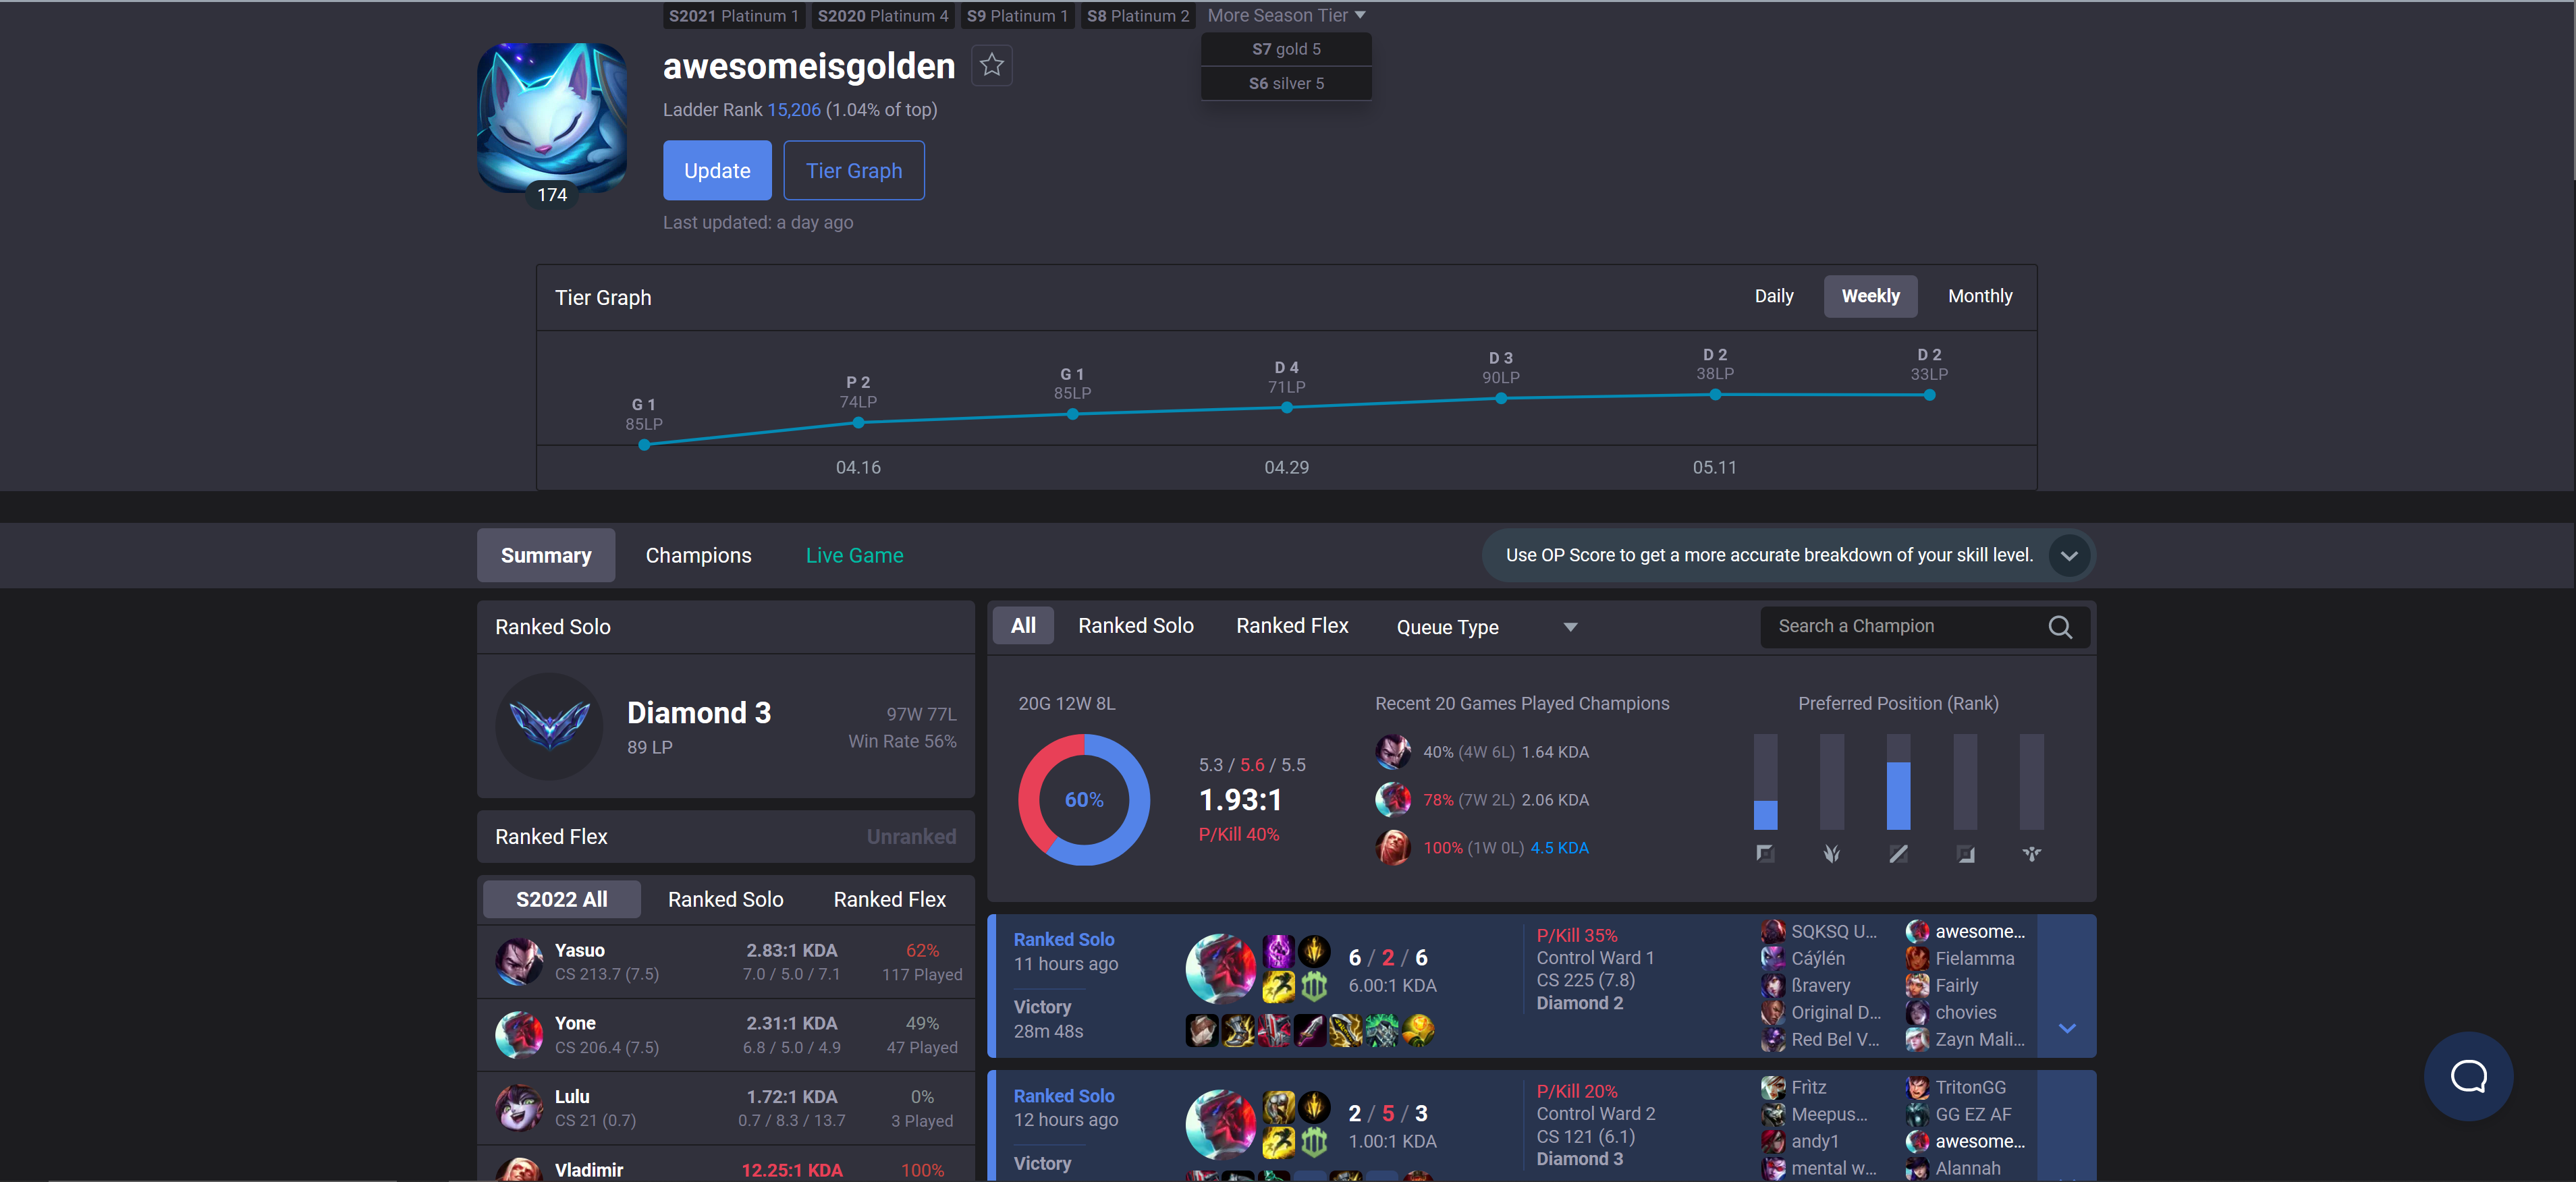 S2021 Platinum 1 S2020 Platinum 4 S9 Platinum 1 S8 Platinum 2 More Season Tier
S7 gold 5
S6 silver 5
awesomeisgolden
Ladder Rank 15,206 (1.04% of top)
Update Tier Graph
174
Last updated: a day ago
Tier Graph
Daily Weekly Monthly
G 1
85LP
P 2
74LP
G 1
85LP
D 4
71LP
D 3
90LP
D 2
38LP
D 2
33LP
04.16 04.29 05.11
Summary Champions Live Game
Use OP Score to get a more accurate breakdown of your skill level.
Ranked Solo
Diamond 3
89 LP
97W 77L
Win Rate 56%
Ranked Flex Unranked
S2022 All Ranked Solo Ranked Flex
Yasuo 2.83:1 KDA 62%
CS 213.7 (7.5) 7.0 / 5.0 / 7.1 117 Played
Yone 2.31:1 KDA 49%
CS 206.4 (7.5) 6.8 / 5.0 / 4.9 47 Played
Lulu 1.72:1 KDA 0%
CS 21 (0.7) 0.7 / 8.3 / 13.7 3 Played
Vladimir 12.25:1 KDA 100%
All Ranked Solo Ranked Flex Queue Type Search a Champion
20G 12W 8L
60%
5.3 / 5.6 / 5.5
1.93:1
P/Kill 40%
Recent 20 Games Played Champions
40% (4W 6L) 1.64 KDA
78% (7W 2L) 2.06 KDA
100% (1W 0L) 4.5 KDA
Preferred Position (Rank)
Ranked Solo
11 hours ago
Victory
28m 48s
6 / 2 / 6
6.00:1 KDA
P/Kill 35%
Control Ward 1
CS 225 (7.8)
Diamond 2
SQKSQ U... awesome...
Cáýlén Fielamma
ßravery Fairly
Original D... chovies
Red Bel V... Zayn Mali...
Ranked Solo
12 hours ago
Victory
2 / 5 / 3
1.00:1 KDA
P/Kill 20%
Control Ward 2
CS 121 (6.1)
Diamond 3
Frìtz TritonGG
Meepus... GG EZ AF
andy1 awesome...
mental w... Alannah